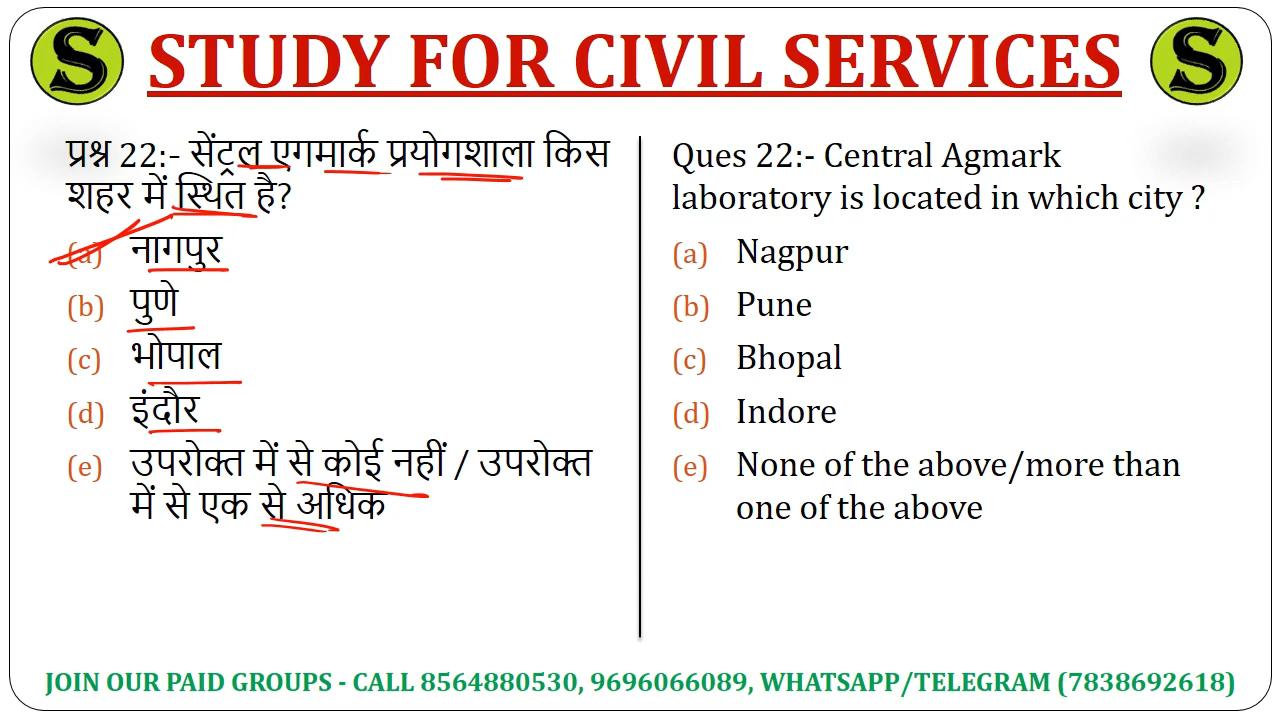 S STUDY FOR CIVIL SERVICES S
प्रश्न 22:- सेंट्रल एगमार्क प्रयोगशाला किस
शहर में स्थित है?
(a) नागपुर
(b) पुणे
(c) भोपाल
(d) इंदौर
(e) उपरोक्त में से कोई नहीं / उपरोक्त
में से एक से अधिक
Ques 22:- Central Agmark
laboratory is located in which city ?
(a) Nagpur
(b) Pune
(c) Bhopal
(d) Indore
(e) None of the above/more than
one of the above
JOIN OUR PAID GROUPS - CALL 8564880530, 9696066089, WHATSAPP/TELEGRAM (7838692618)